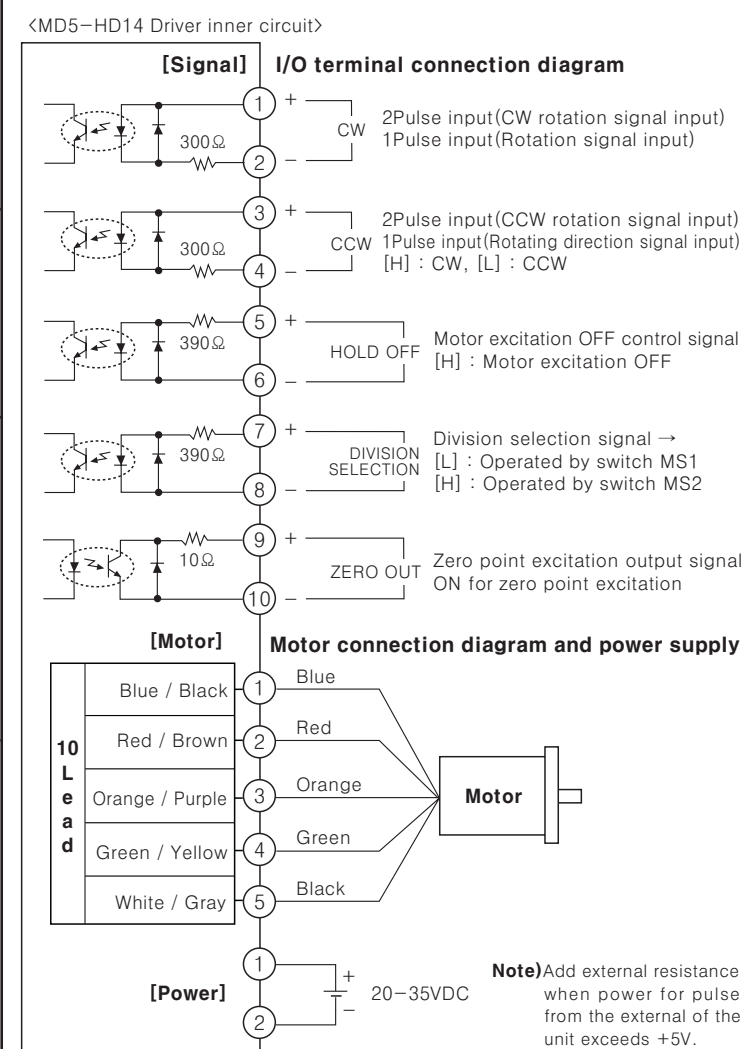 <MD5-HD14 Driver inner circuit>
[Signal] I/O terminal connection diagram
1 +
CW
2Pulse input(CW rotation signal input)
1Pulse input(Rotation signal input)
300Ω
2 −
3 +
CCW
2Pulse input(CCW rotation signal input)
1Pulse input(Rotating direction signal input)
[H] : CW, [L] : CCW
300Ω
4 −
5 +
390Ω
HOLD OFF
Motor excitation OFF control signal
[H] : Motor excitation OFF
6 −
7 +
390Ω
DIVISION
SELECTION
Division selection signal →
[L] : Operated by switch MS1
[H] : Operated by switch MS2
8 −
9 +
10Ω
ZERO OUT
Zero point excitation output signal
ON for zero point excitation
10 −
[Motor] Motor connection diagram and power supply
10 Lead
Blue / Black 1 Blue
Red / Brown 2 Red
Orange / Purple 3 Orange
Green / Yellow 4 Green
White / Gray 5 Black
Motor
[Power]
1 +
20−35VDC
2 −
Note)Add external resistance
when power for pulse
from the external of the
unit exceeds +5V.